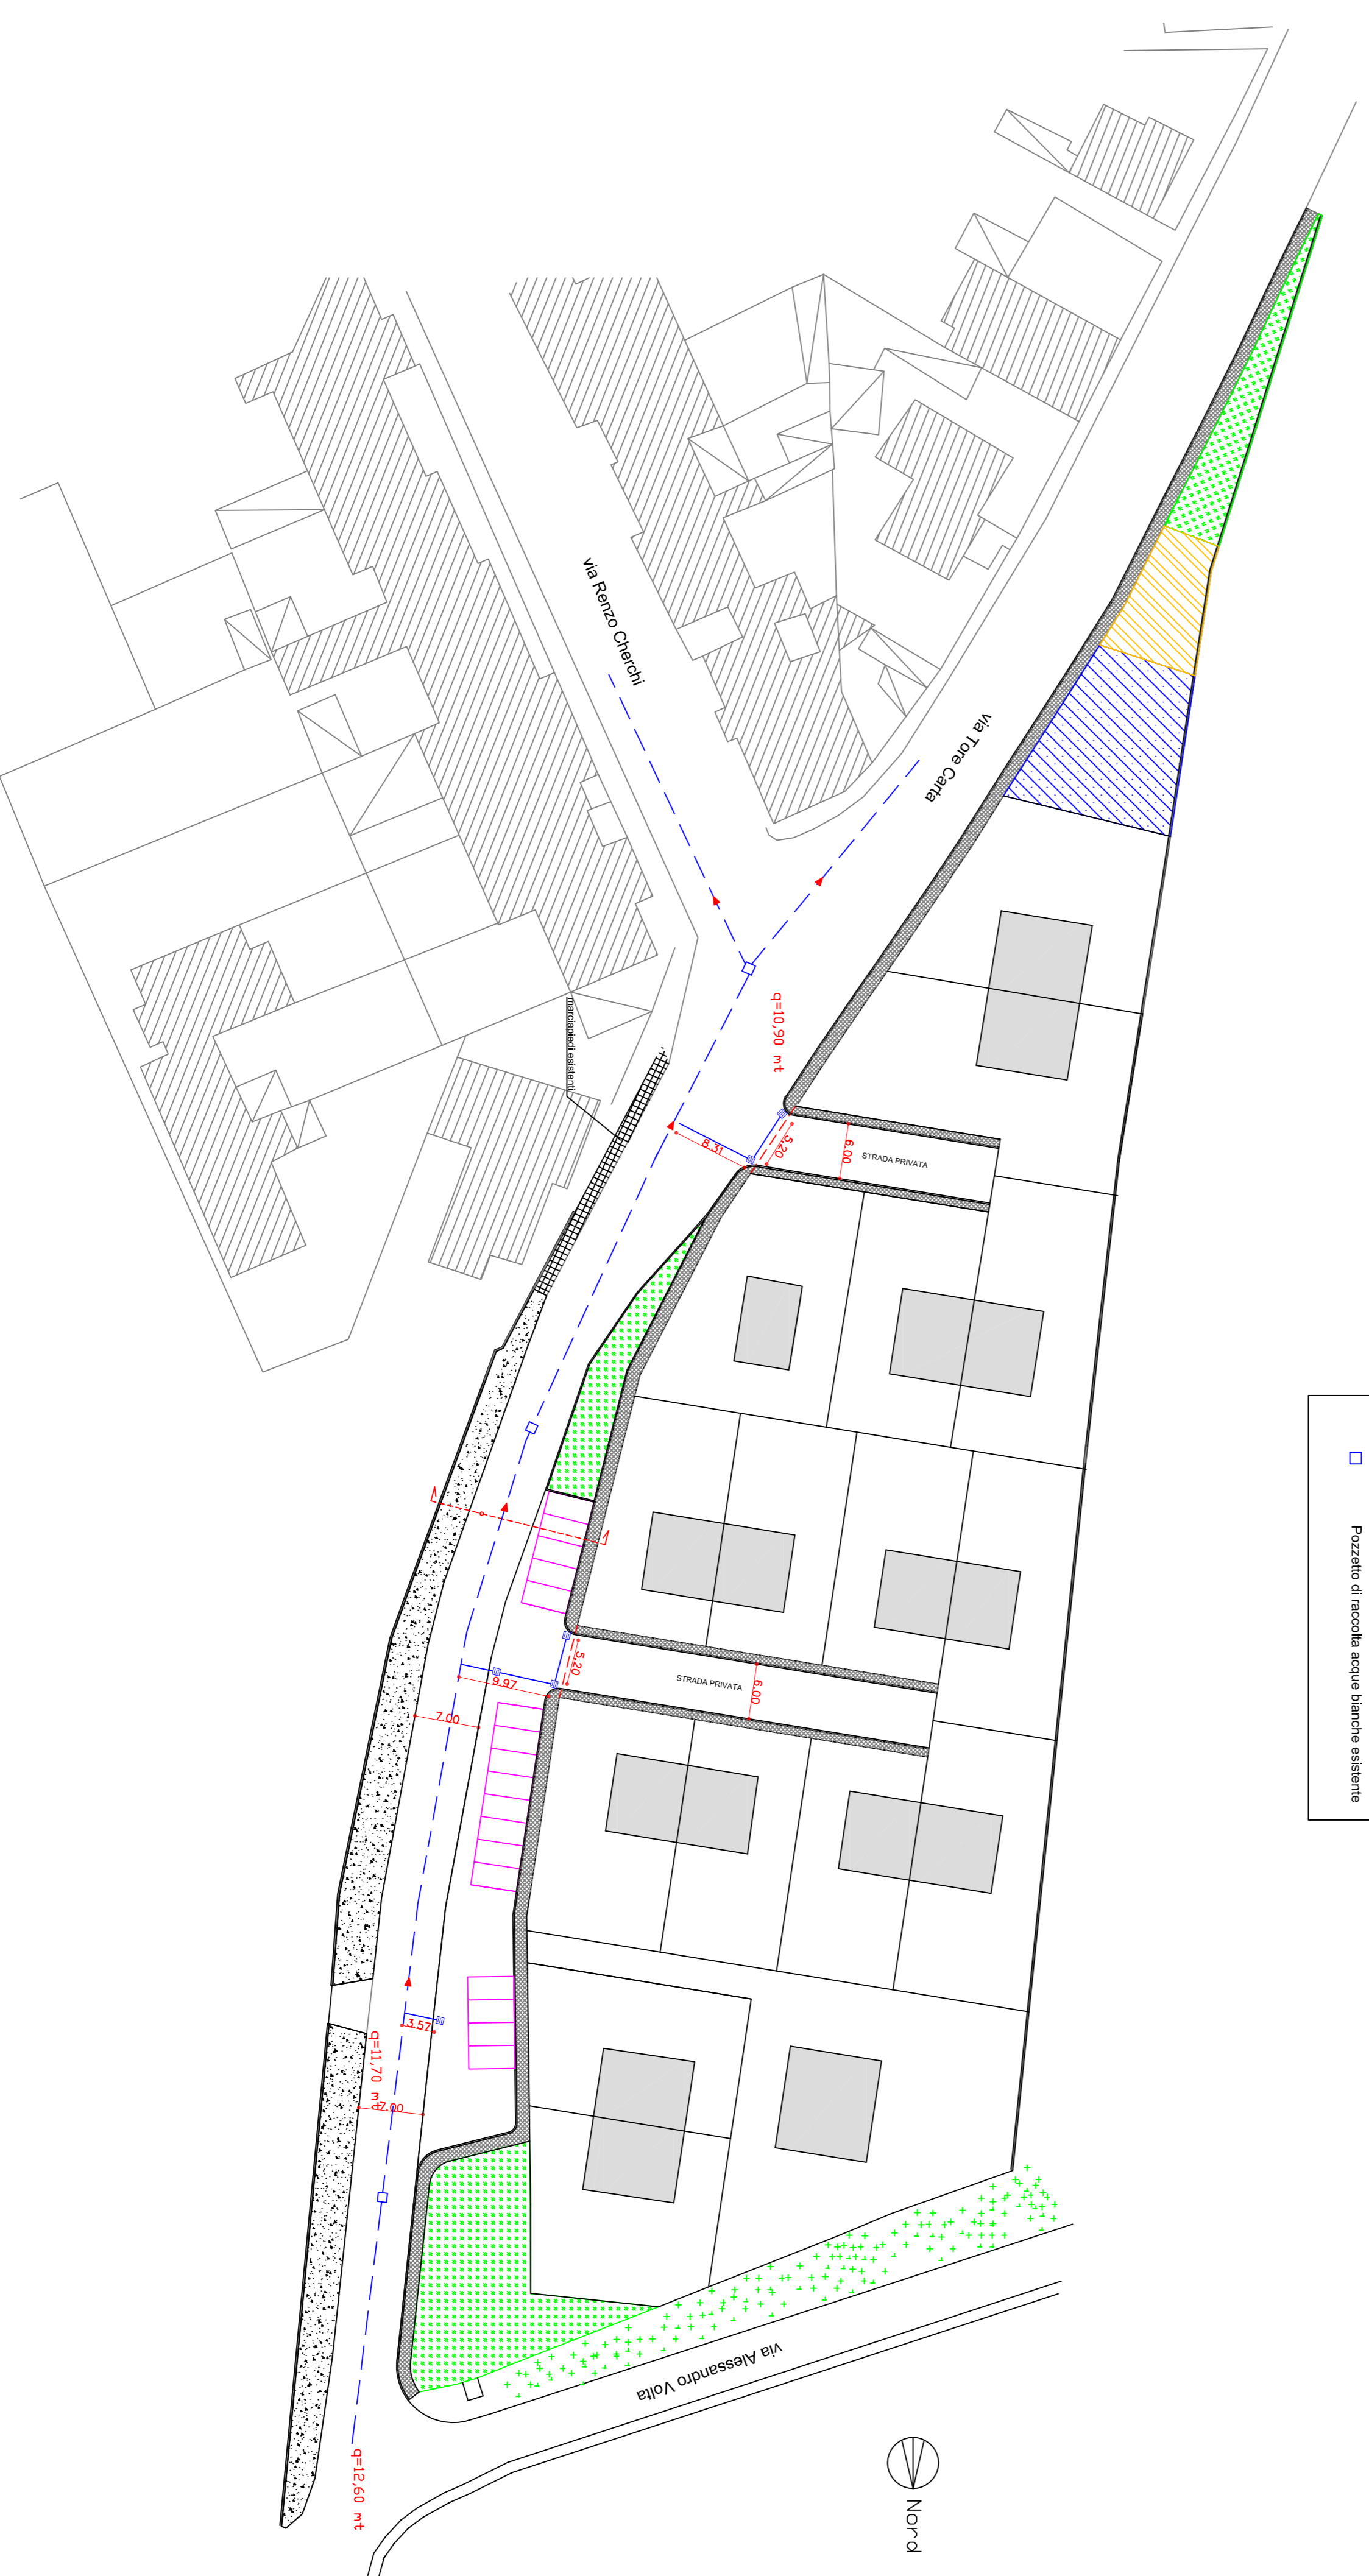 via Renzo Cherchi
via Tore Carta
marciapiedi esistenti
q=10,90 mt
8.31
5.20
6.00
STRADA PRIVATA
Pozzetto di raccolta acque bianche esistente
5.20
6.00
STRADA PRIVATA
9.97
7.00
3.57
q=11,70 mt
7.00
via Alessandro Volta
q=12,60 mt
Nord